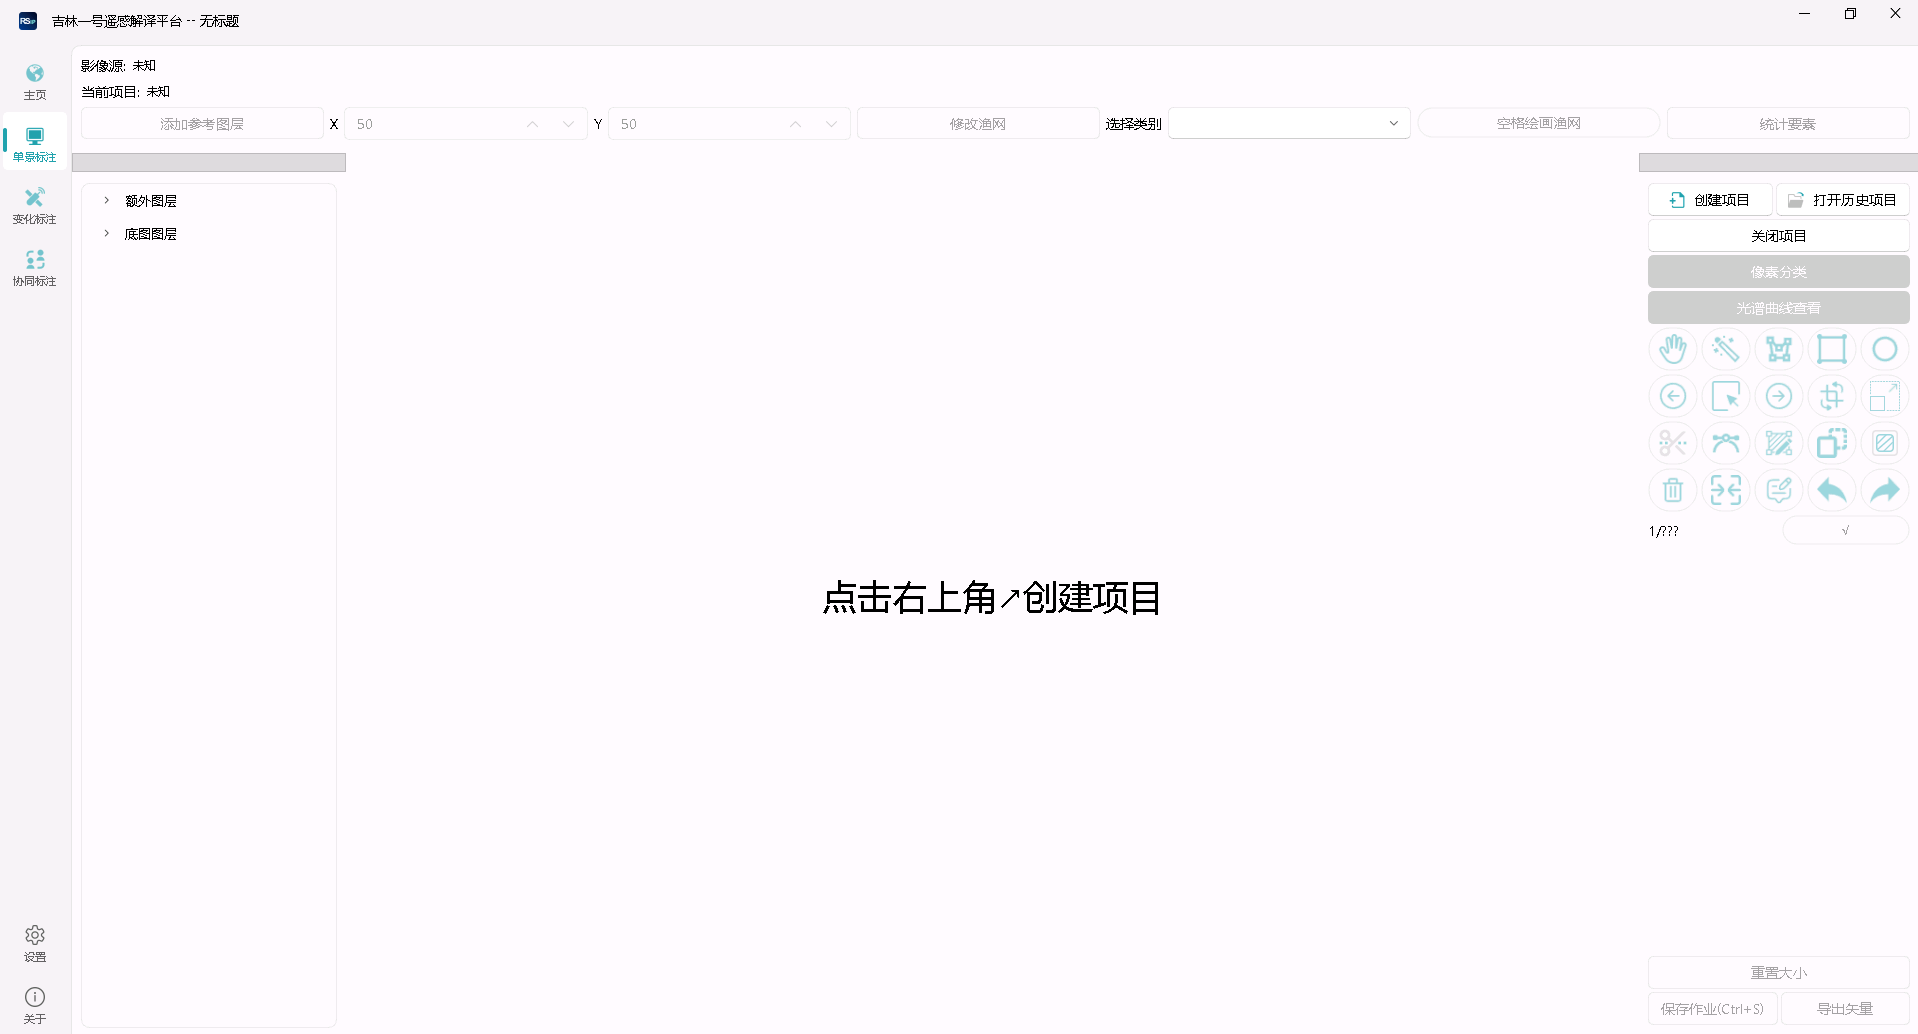 吉林一号遥感解译平台 -- 无标题
主页
单景标注
变化标注
协同标注
设置
关于
影像源: 未知
当前项目: 未知
添加参考图层 X 50 Y 50 修改渔网 选择类别 空格绘画渔网 统计要素
额外图层
底图图层
点击右上角↗创建项目
创建项目 打开历史项目
关闭项目
像素分类
光谱曲线查看
1/??? √
重置大小
保存作业(Ctrl+S) 导出矢量